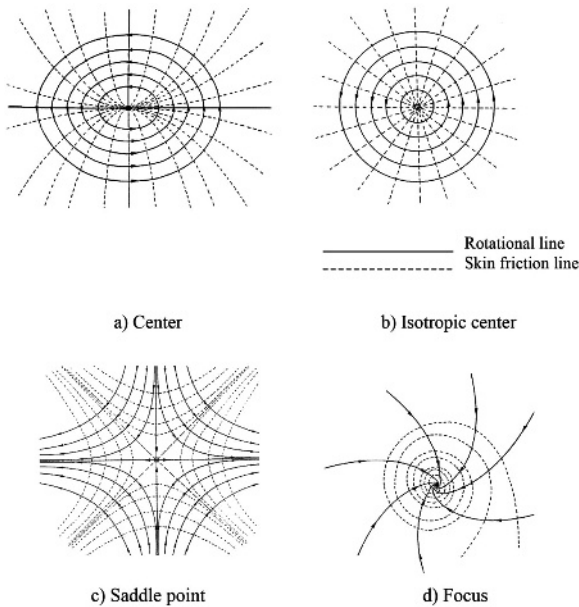 Rotational line
Skin friction line
a) Center
b) Isotropic center
c) Saddle point
d) Focus